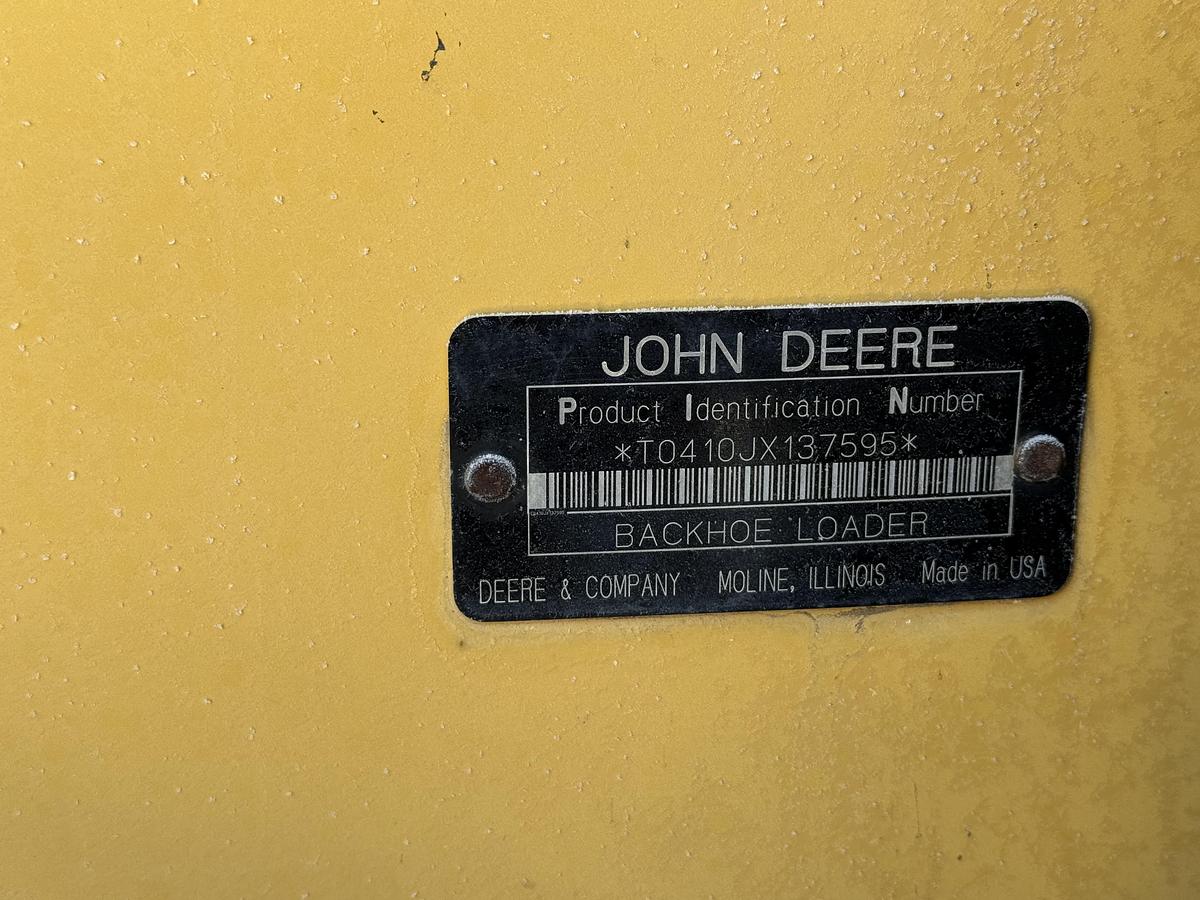 JOHN DEERE
Product Identification Number
*T0410JX137595*
BACKHOE LOADER
DEERE & COMPANY MOLINE, ILLINOIS Made in USA